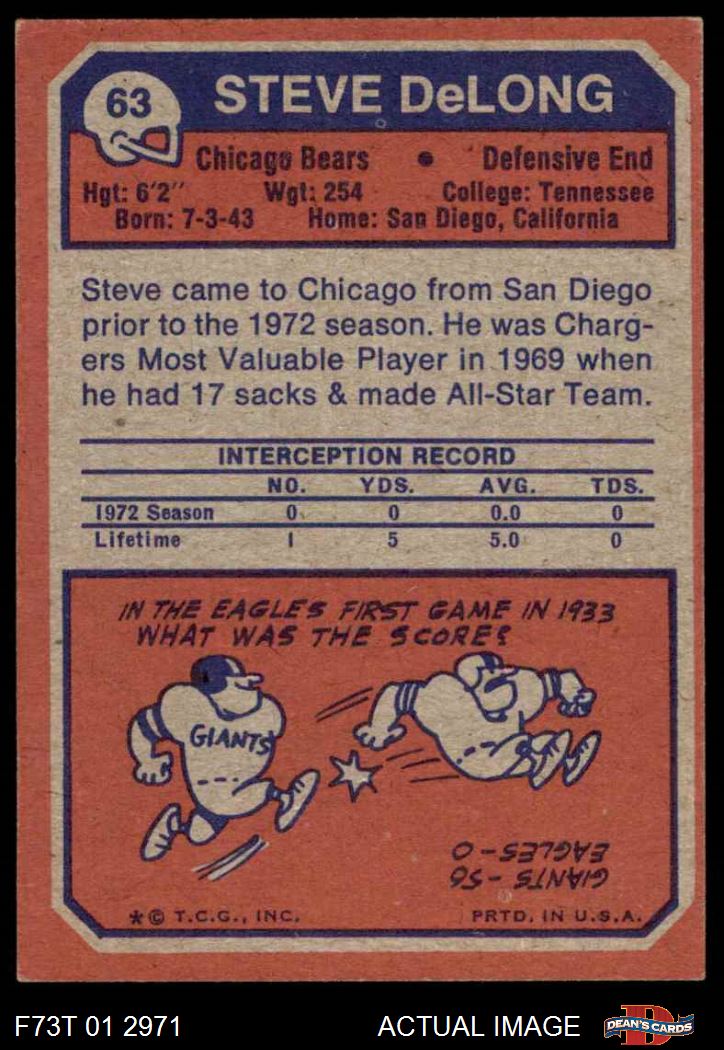 63
STEVE DeLONG
Chicago Bears • Defensive End
Hgt: 6'2" Wgt: 254 College: Tennessee
Born: 7-3-43 Home: San Diego, California
Steve came to Chicago from San Diego
prior to the 1972 season. He was Charg-
ers Most Valuable Player in 1969 when
he had 17 sacks & made All-Star Team.
INTERCEPTION RECORD
NO. YDS. AVG. TDS.
1972 Season 0 0 0.0 0
Lifetime 1 5 5.0 0
IN THE EAGLES FIRST GAME IN 1933
WHAT WAS THE SCORE?
GIANTS
GIANTS - 56
EAGLES - 0
* © T.C.G., INC. PRTD. IN U.S.A.
F73T 01 2971 ACTUAL IMAGE
D
DEAN'S CARDS